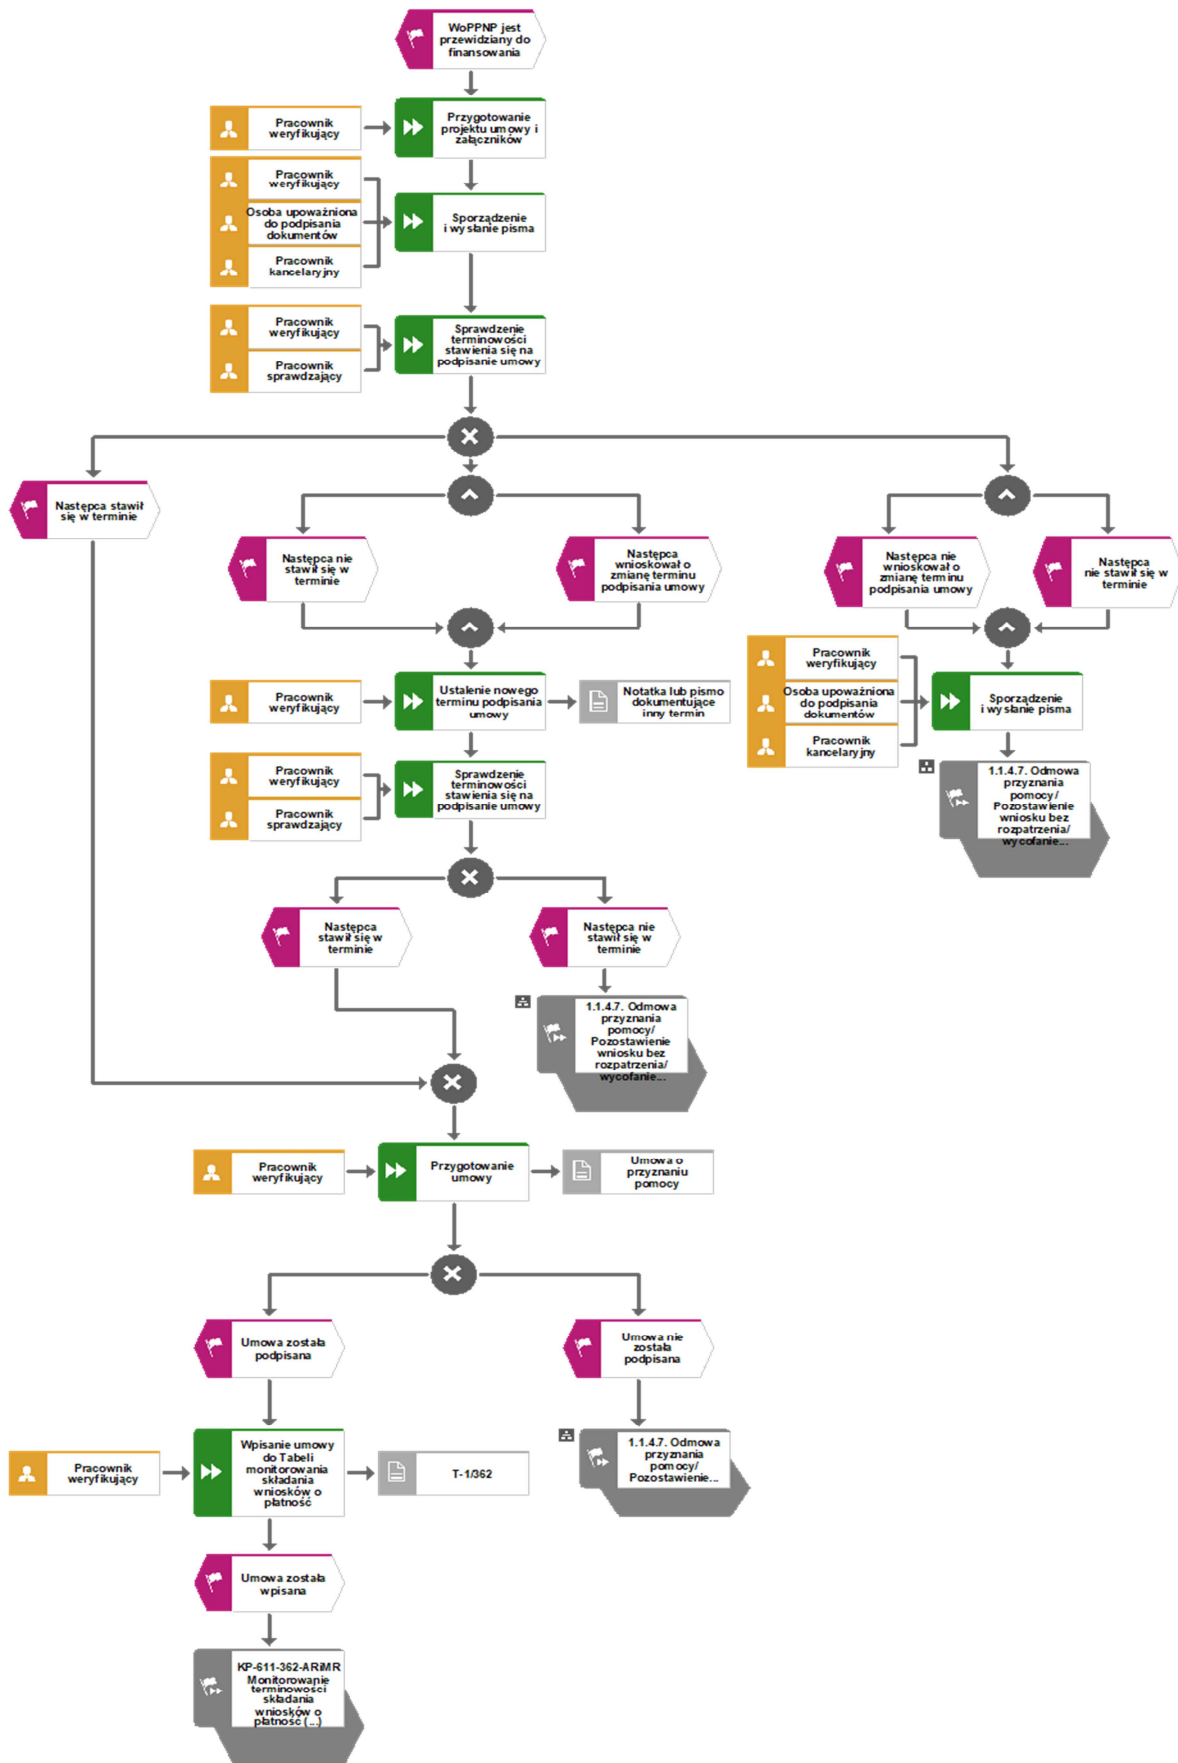 WoPPNP jest
przewidziany do
finansowania
Pracownik
weryfikujący
Przygotowanie
projektu umowy i
załączników
Pracownik
weryfikujący
Osoba upoważniona
do podpisania
dokumentów
Pracownik
kancelaryjny
Sporządzenie
i wysłanie pisma
Pracownik
weryfikujący
Pracownik
sprawdzający
Sprawdzenie
terminowości
stawienia się na
podpisanie umowy
Następca stawił
się w terminie
Następca nie
stawił się w
terminie
Następca
wnioskował o
zmianę terminu
podpisania umowy
Następca nie
wnioskował o
zmianę terminu
podpisania umowy
Następca
nie stawił się w
terminie
Pracownik
weryfikujący
Ustalenie nowego
terminu podpisania
umowy
Notatka lub pismo
dokumentujące
inny termin
Pracownik
weryfikujący
Osoba upoważniona
do podpisania
dokumentów
Pracownik
kancelaryjny
Sporządzenie
i wysłanie pisma
Pracownik
weryfikujący
Pracownik
sprawdzający
Sprawdzenie
terminowości
stawienia się na
podpisanie umowy
1.1.4.7. Odmowa
przyznania
pomocy/
Pozostawienie
wniosku bez
rozpatrzenia/
wycofanie...
Następca
stawił się w
terminie
Następca nie
stawił się w
terminie
1.1.4.7. Odmowa
przyznania
pomocy/
Pozostawienie
wniosku bez
rozpatrzenia/
wycofanie...
Pracownik
weryfikujący
Przygotowanie
umowy
Umowa o
przyznaniu
pomocy
Umowa została
podpisana
Umowa nie
została
podpisana
Pracownik
weryfikujący
Wpisanie umowy
do Tabeli
monitorowania
składania
wniosków o
płatność
T-1/362
1.1.4.7. Odmowa
przyznania
pomocy/
Pozostawienie...
Umowa została
wpisana
KP-611-362-ARiMR
Monitorowanie
terminowości
składania
wniosków o
płatność (...)